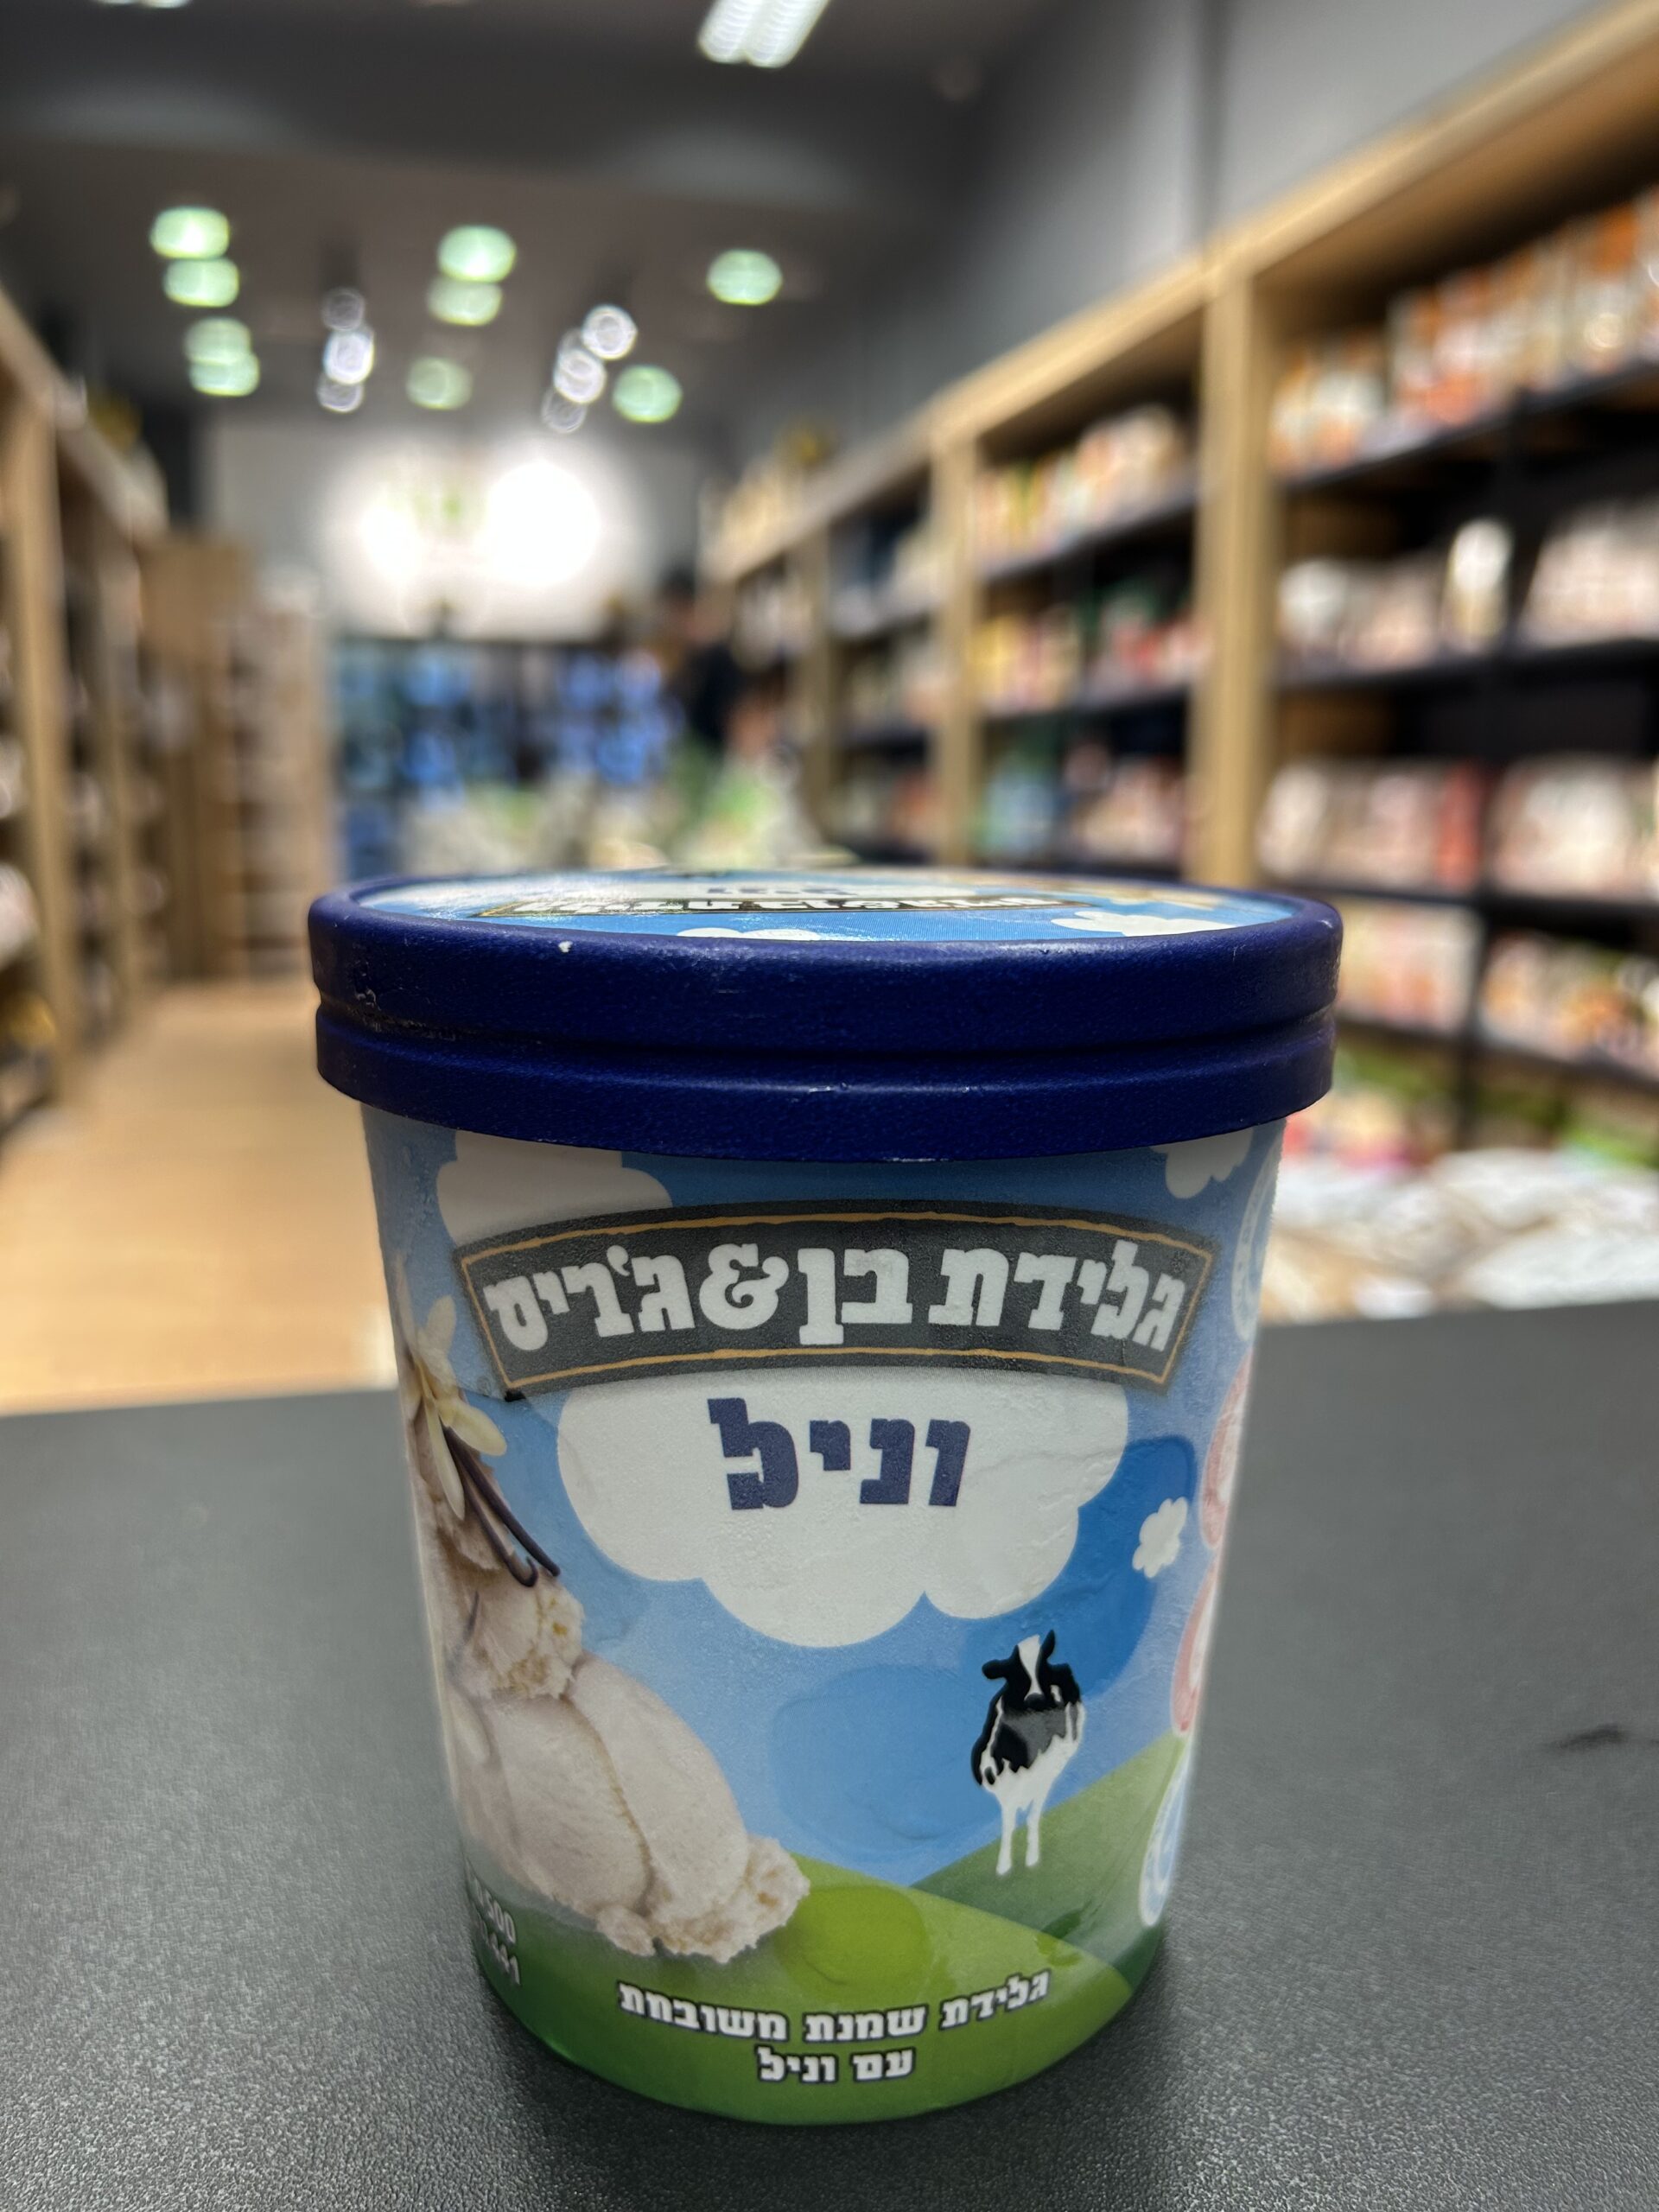 גלידת בן&ג'ריס
וניל
גלידת שמנת משובחת
עם וניל